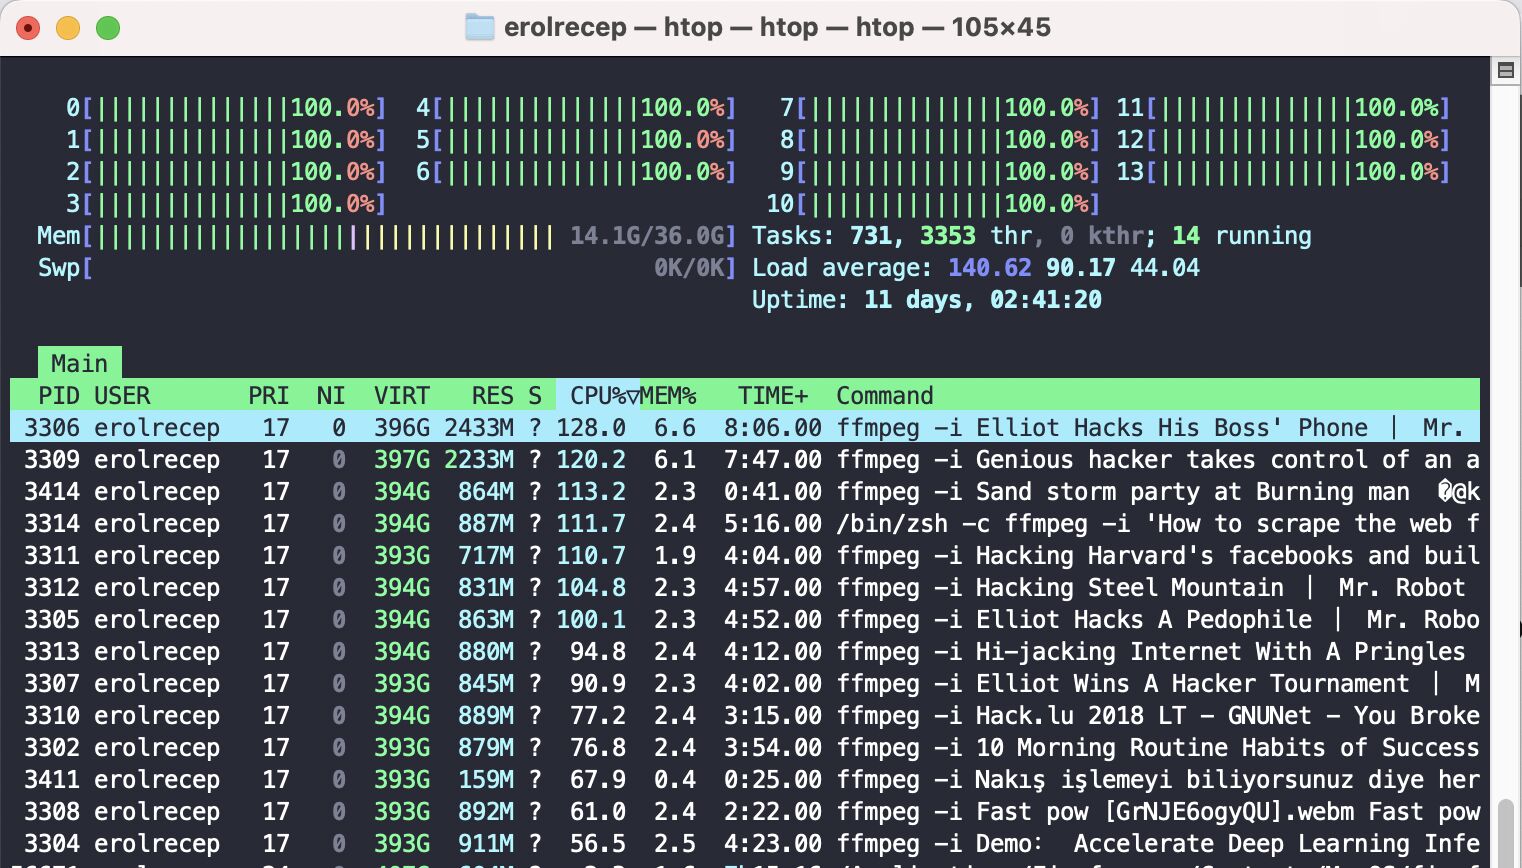 erolrecep — htop — htop — htop — 105×45
0[||||||||||||||100.0%] 4[||||||||||||||100.0%] 7[||||||||||||||100.0%] 11[||||||||||||||100.0%]
1[||||||||||||||100.0%] 5[||||||||||||||100.0%] 8[||||||||||||||100.0%] 12[||||||||||||||100.0%]
2[||||||||||||||100.0%] 6[||||||||||||||100.0%] 9[||||||||||||||100.0%] 13[||||||||||||||100.0%]
3[||||||||||||||100.0%] 10[||||||||||||||100.0%]
Mem[|||||||||||||||||||||||||||||||||14.1G/36.0G] Tasks: 731, 3353 thr, 0 kthr; 14 running
Swp[ 0K/0K] Load average: 140.62 90.17 44.04
Uptime: 11 days, 02:41:20
Main
PID USER PRI NI VIRT RES S CPU%▽MEM% TIME+ Command
3306 erolrecep 17 0 396G 2433M ? 128.0 6.6 8:06.00 ffmpeg -i Elliot Hacks His Boss' Phone | Mr.
3309 erolrecep 17 0 397G 2233M ? 120.2 6.1 7:47.00 ffmpeg -i Genious hacker takes control of an a
3414 erolrecep 17 0 394G 864M ? 113.2 2.3 0:41.00 ffmpeg -i Sand storm party at Burning man �@k
3314 erolrecep 17 0 394G 887M ? 111.7 2.4 5:16.00 /bin/zsh -c ffmpeg -i 'How to scrape the web f
3311 erolrecep 17 0 393G 717M ? 110.7 1.9 4:04.00 ffmpeg -i Hacking Harvard's facebooks and buil
3312 erolrecep 17 0 394G 831M ? 104.8 2.3 4:57.00 ffmpeg -i Hacking Steel Mountain | Mr. Robot
3305 erolrecep 17 0 394G 863M ? 100.1 2.3 4:52.00 ffmpeg -i Elliot Hacks A Pedophile | Mr. Robo
3313 erolrecep 17 0 394G 880M ? 94.8 2.4 4:12.00 ffmpeg -i Hi-jacking Internet With A Pringles
3307 erolrecep 17 0 393G 845M ? 90.9 2.3 4:02.00 ffmpeg -i Elliot Wins A Hacker Tournament | M
3310 erolrecep 17 0 394G 889M ? 77.2 2.4 3:15.00 ffmpeg -i Hack.lu 2018 LT - GNUNet - You Broke
3302 erolrecep 17 0 393G 879M ? 76.8 2.4 3:54.00 ffmpeg -i 10 Morning Routine Habits of Success
3411 erolrecep 17 0 393G 159M ? 67.9 0.4 0:25.00 ffmpeg -i Nakış işlemeyi biliyorsunuz diye her
3308 erolrecep 17 0 393G 892M ? 61.0 2.4 2:22.00 ffmpeg -i Fast pow [GrNJE6ogyQU].webm Fast pow
3304 erolrecep 17 0 393G 911M ? 56.5 2.5 4:23.00 ffmpeg -i Demo： Accelerate Deep Learning Infe